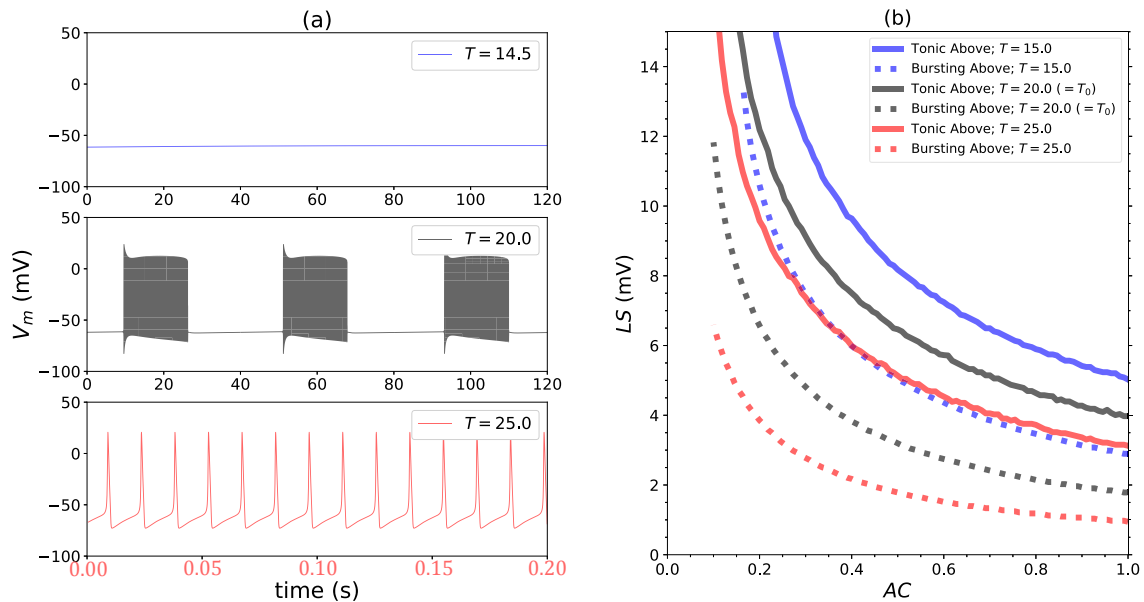 (a)
50
0
−50
−100
T = 14.5
0 20 40 60 80 100 120
50
0
−50
−100
T = 20.0
0 20 40 60 80 100 120
50
0
−50
−100
T = 25.0
0.00 0.05 0.10 0.15 0.20
time (s)
V_m (mV)
(b)
Tonic Above; T = 15.0
Bursting Above; T = 15.0
Tonic Above; T = 20.0 (= T_0)
Bursting Above; T = 20.0 (= T_0)
Tonic Above; T = 25.0
Bursting Above; T = 25.0
14
12
10
8
6
4
2
0
LS (mV)
0.0 0.2 0.4 0.6 0.8 1.0
AC